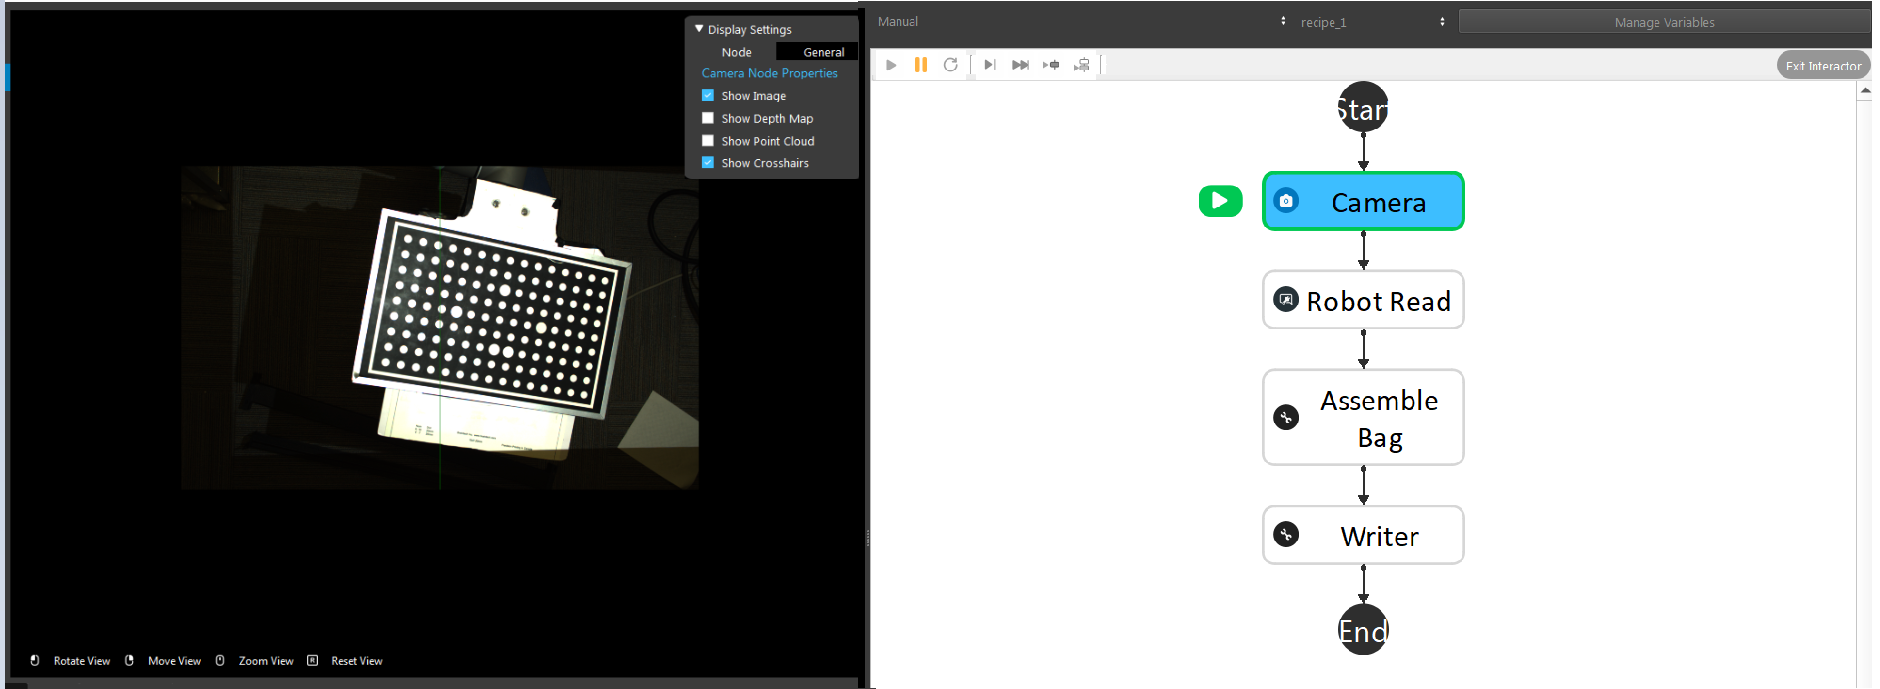 Display Settings
Node General
Camera Node Properties
Show Image
Show Depth Map
Show Point Cloud
Show Crosshairs
Rotate View Move View Zoom View R Reset View
Manual recipe_1 Manage Variables
Exit Interactor
Start
Camera
Robot Read
Assemble
Bag
Writer
End